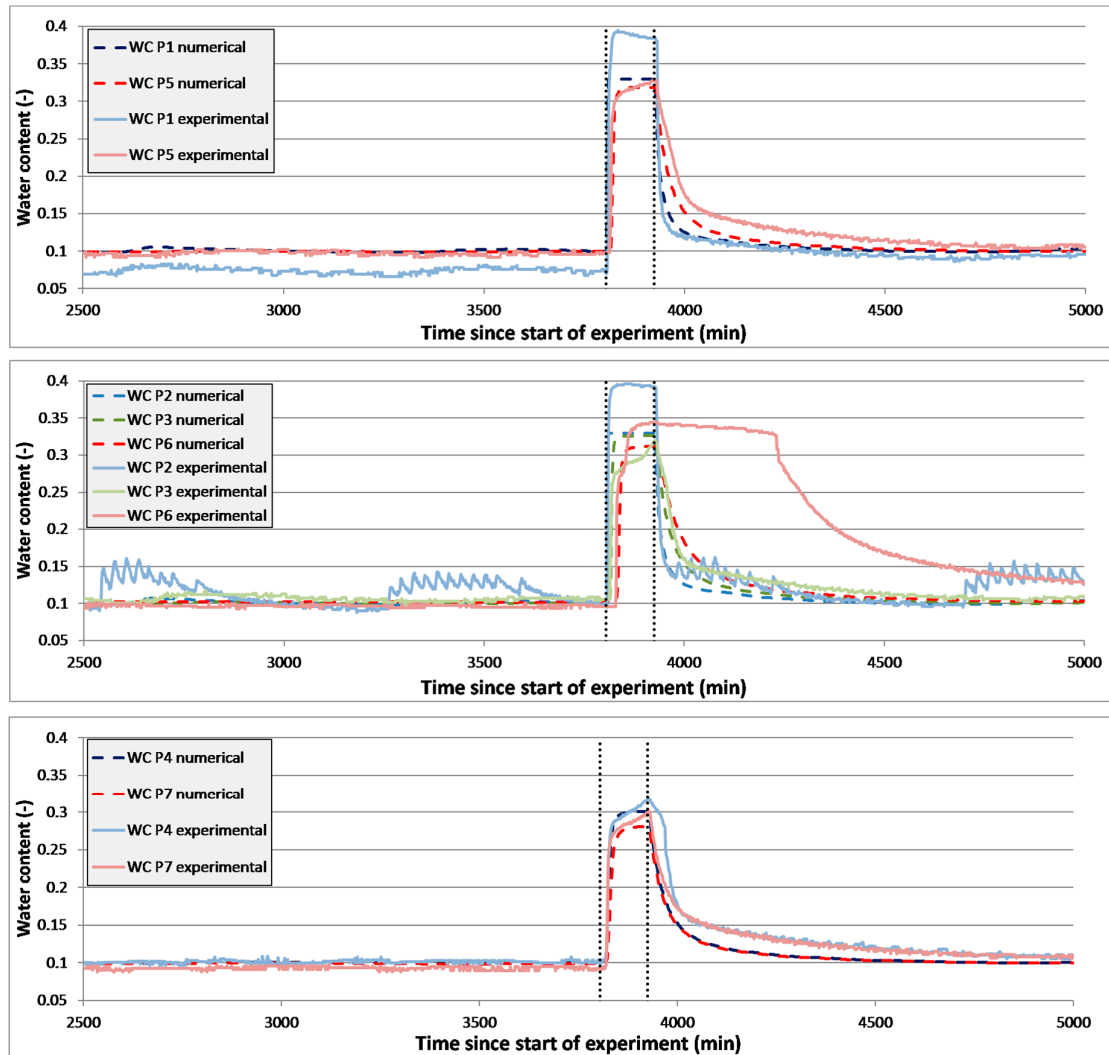 0.4
0.35
0.3
0.25
0.2
0.15
0.1
0.05
Water content (-)
WC P1 numerical
WC P5 numerical
WC P1 experimental
WC P5 experimental
2500 3000 3500 4000 4500 5000
Time since start of experiment (min)
0.4
0.35
0.3
0.25
0.2
0.15
0.1
0.05
Water content (-)
WC P2 numerical
WC P3 numerical
WC P6 numerical
WC P2 experimental
WC P3 experimental
WC P6 experimental
2500 3000 3500 4000 4500 5000
Time since start of experiment (min)
0.4
0.35
0.3
0.25
0.2
0.15
0.1
0.05
Water content (-)
WC P4 numerical
WC P7 numerical
WC P4 experimental
WC P7 experimental
2500 3000 3500 4000 4500 5000
Time since start of experiment (min)